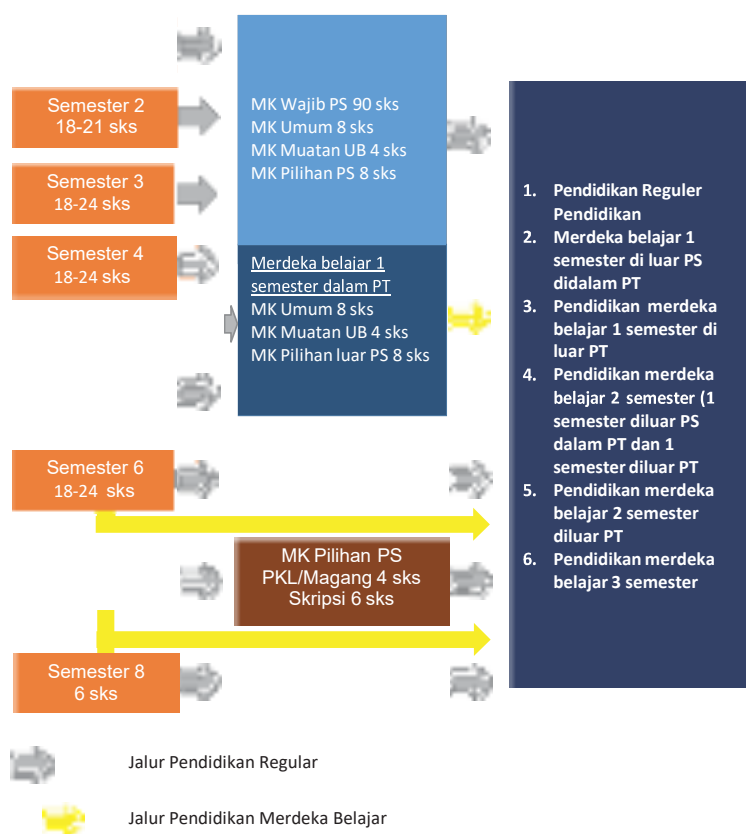 Semester 2
18-21 sks
Semester 3
18-24 sks
Semester 4
18-24 sks
MK Wajib PS 90 sks
MK Umum 8 sks
MK Muatan UB 4 sks
MK Pilihan PS 8 sks
Merdeka belajar 1
semester dalam PT
MK Umum 8 sks
MK Muatan UB 4 sks
MK Pilihan luar PS 8 sks
Semester 6
18-24 sks
MK Pilihan PS
PKL/Magang 4 sks
Skripsi 6 sks
Semester 8
6 sks
1. Pendidikan Reguler
Pendidikan
2. Merdeka belajar 1
semester di luar PS
didalam PT
3. Pendidikan merdeka
belajar 1 semester di
luar PT
4. Pendidikan merdeka
belajar 2 semester (1
semester diluar PS
dalam PT dan 1
semester diluar PT
5. Pendidikan merdeka
belajar 2 semester
diluar PT
6. Pendidikan merdeka
belajar 3 semester
Jalur Pendidikan Regular
Jalur Pendidikan Merdeka Belajar